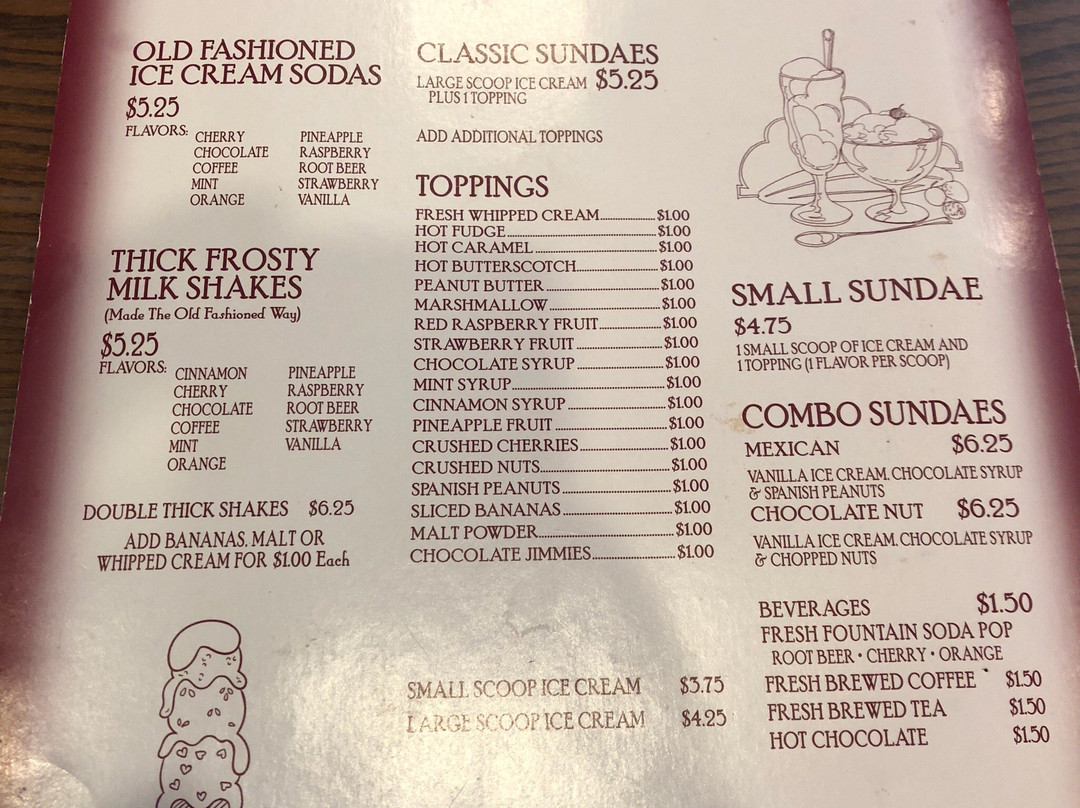 OLD FASHIONED
ICE CREAM SODAS
$5.25
FLAVORS:
CHERRY
CHOCOLATE
COFFEE
MINT
ORANGE
PINEAPPLE
RASPBERRY
ROOT BEER
STRAWBERRY
VANILLA
THICK FROSTY
MILK SHAKES
(Made The Old Fashioned Way)
$5.25
FLAVORS:
CINNAMON
CHERRY
CHOCOLATE
COFFEE
MINT
ORANGE
PINEAPPLE
RASPBERRY
ROOT BEER
STRAWBERRY
VANILLA
DOUBLE THICK SHAKES $6.25
ADD BANANAS, MALT OR
WHIPPED CREAM FOR $1.00 Each
CLASSIC SUNDAES
LARGE SCOOP ICE CREAM $5.25
PLUS 1 TOPPING
ADD ADDITIONAL TOPPINGS
TOPPINGS
FRESH WHIPPED CREAM $1.00
HOT FUDGE $1.00
HOT CARAMEL $1.00
HOT BUTTERSCOTCH $1.00
PEANUT BUTTER $1.00
MARSHMALLOW $1.00
RED RASPBERRY FRUIT $1.00
STRAWBERRY FRUIT $1.00
CHOCOLATE SYRUP $1.00
MINT SYRUP $1.00
CINNAMON SYRUP $1.00
PINEAPPLE FRUIT $1.00
CRUSHED CHERRIES $1.00
CRUSHED NUTS $1.00
SPANISH PEANUTS $1.00
SLICED BANANAS $1.00
MALT POWDER $1.00
CHOCOLATE JIMMIES $1.00
SMALL SCOOP ICE CREAM $3.75
LARGE SCOOP ICE CREAM $4.25
SMALL SUNDAE
$4.75
1 SMALL SCOOP OF ICE CREAM AND
1 TOPPING (1 FLAVOR PER SCOOP)
COMBO SUNDAES
MEXICAN $6.25
VANILLA ICE CREAM, CHOCOLATE SYRUP
& SPANISH PEANUTS
CHOCOLATE NUT $6.25
VANILLA ICE CREAM, CHOCOLATE SYRUP
& CHOPPED NUTS
BEVERAGES $1.50
FRESH FOUNTAIN SODA POP
ROOT BEER • CHERRY • ORANGE
FRESH BREWED COFFEE $1.50
FRESH BREWED TEA $1.50
HOT CHOCOLATE $1.50